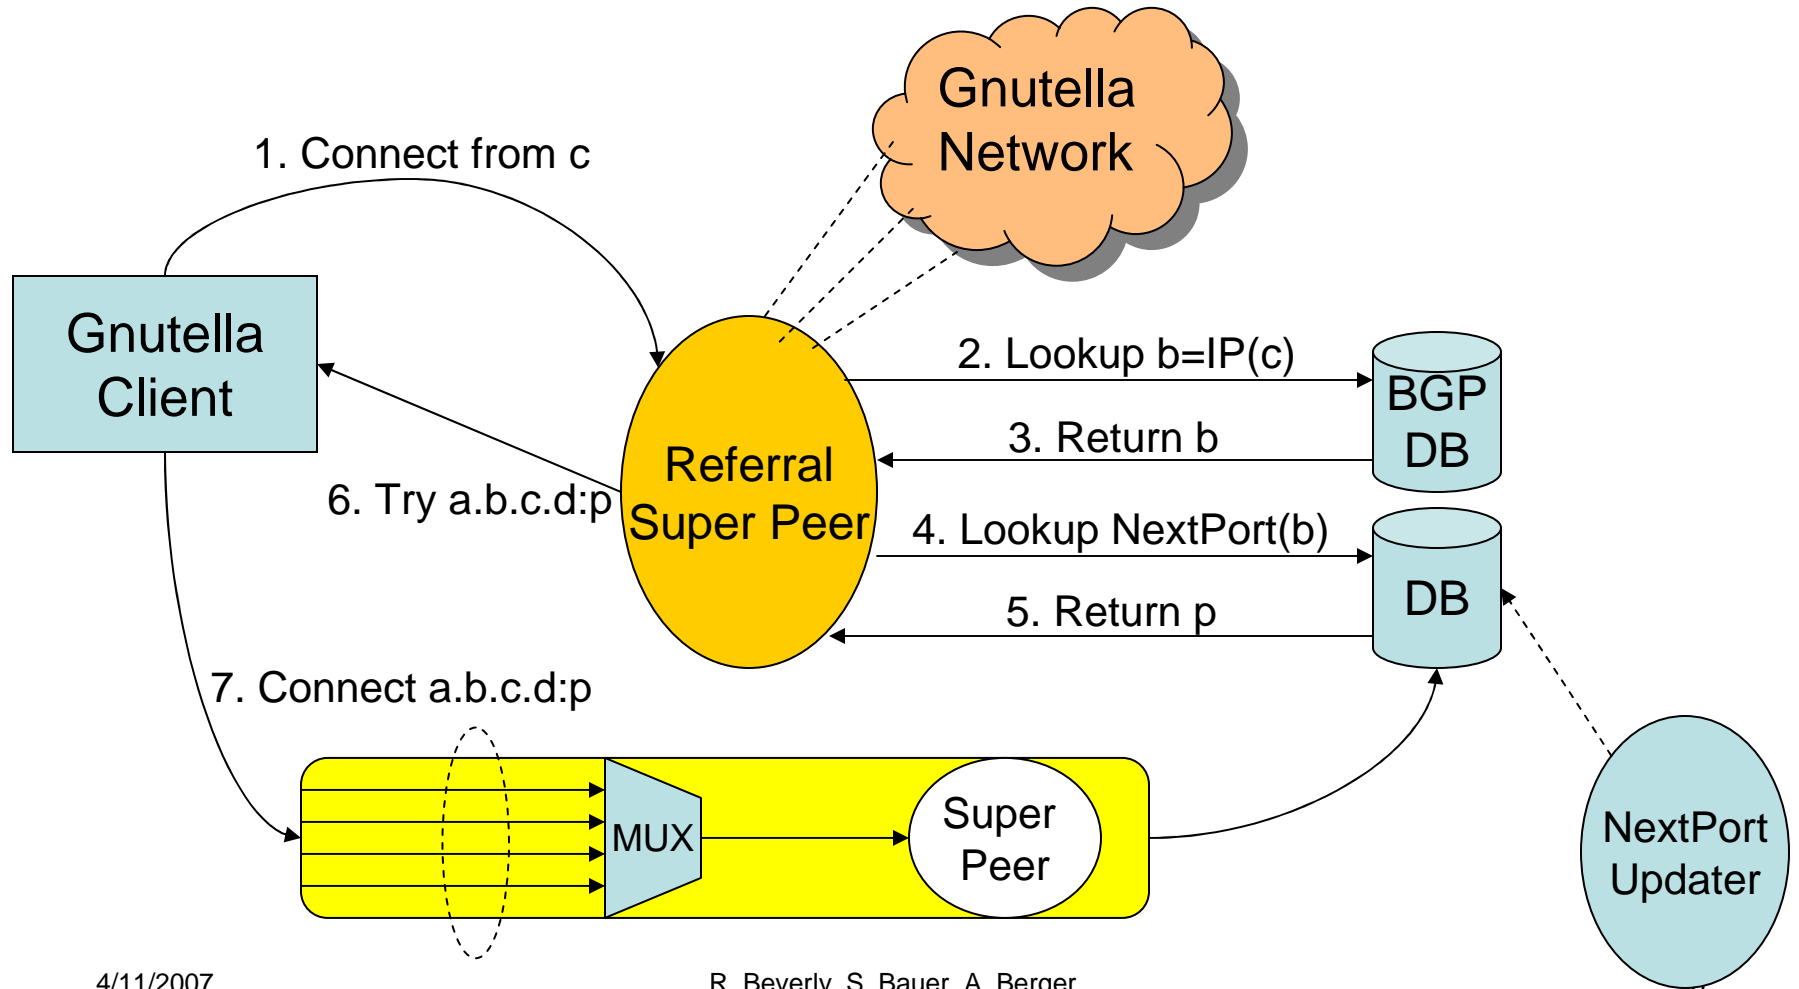 Gnutella
Network
1. Connect from c
Gnutella
Client
2. Lookup b=IP(c)
BGP
DB
3. Return b
Referral
Super Peer
6. Try a.b.c.d:p
4. Lookup NextPort(b)
DB
5. Return p
7. Connect a.b.c.d:p
MUX
Super
Peer
NextPort
Updater
4/11/2007
R. Beverly, S. Bauer, A. Berger